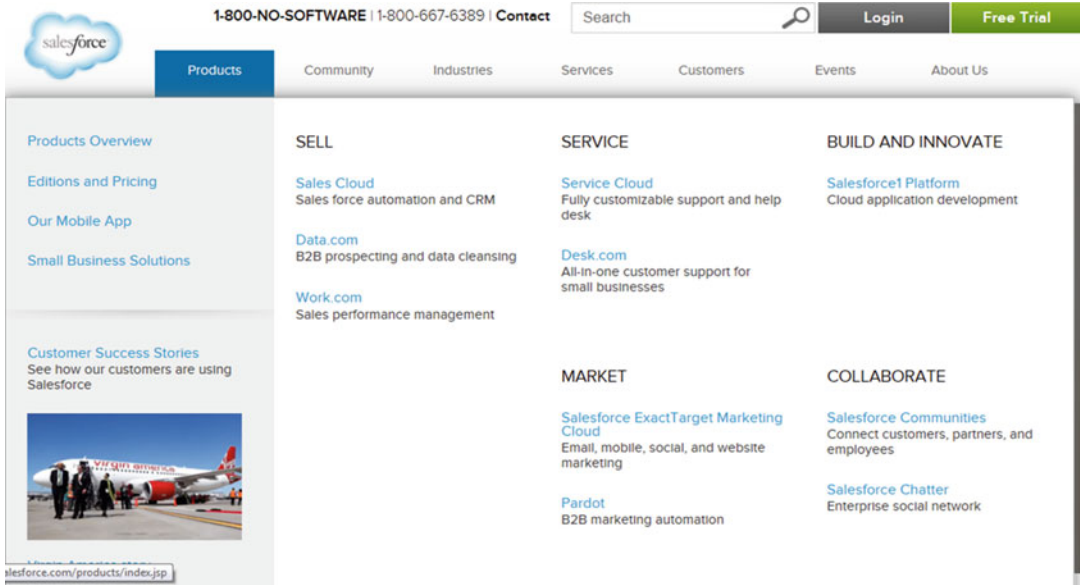 1-800-NO-SOFTWARE | 1-800-667-6389 | Contact
Search
Login
Free Trial
salesforce
Products
Community
Industries
Services
Customers
Events
About Us
Products Overview
Editions and Pricing
Our Mobile App
Small Business Solutions
Customer Success Stories
See how our customers are using
Salesforce
virgin america
alesforce.com/products/index.jsp
SELL
Sales Cloud
Sales force automation and CRM
Data.com
B2B prospecting and data cleansing
Work.com
Sales performance management
SERVICE
Service Cloud
Fully customizable support and help
desk
Desk.com
All-in-one customer support for
small businesses
BUILD AND INNOVATE
Salesforce1 Platform
Cloud application development
MARKET
Salesforce ExactTarget Marketing
Cloud
Email, mobile, social, and website
marketing
Pardot
B2B marketing automation
COLLABORATE
Salesforce Communities
Connect customers, partners, and
employees
Salesforce Chatter
Enterprise social network